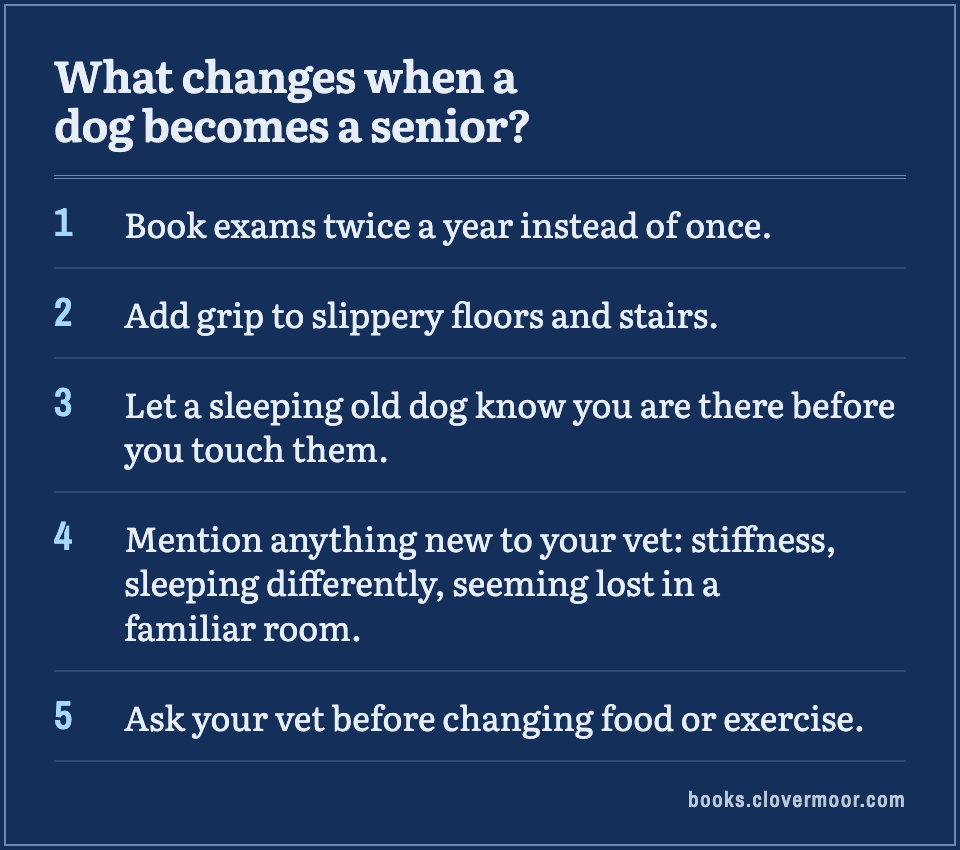 What changes when a
dog becomes a senior?
1 Book exams twice a year instead of once.
2 Add grip to slippery floors and stairs.
3 Let a sleeping old dog know you are there before
you touch them.
4 Mention anything new to your vet: stiffness,
sleeping differently, seeming lost in a
familiar room.
5 Ask your vet before changing food or exercise.
books.clovermoor.com